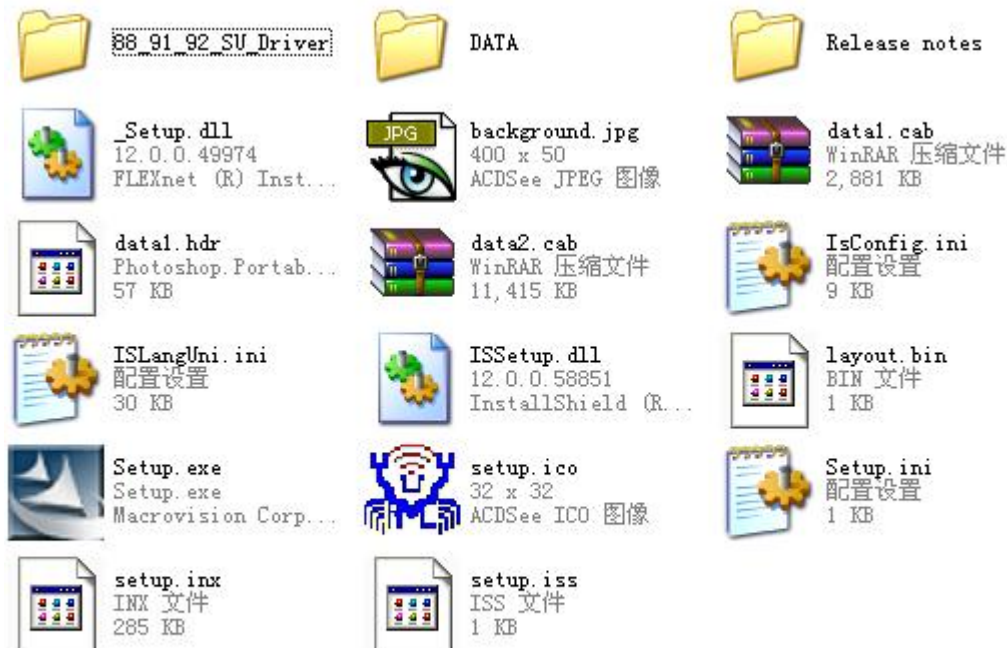 88_91_92_SU_Driver
DATA
Release notes
_Setup.dll
12.0.0.49974
FLEXnet (R) Inst...
JPG
background.jpg
400 x 50
ACDSee JPEG 图像
data1.cab
WinRAR 压缩文件
2,881 KB
data1.hdr
Photoshop.Portab...
57 KB
data2.cab
WinRAR 压缩文件
11,415 KB
IsConfig.ini
配置设置
9 KB
ISLangUni.ini
配置设置
30 KB
ISSetup.dll
12.0.0.58851
InstallShield (R...
layout.bin
BIN 文件
1 KB
Setup.exe
Setup.exe
Macrovision Corp...
setup.ico
32 x 32
ACDSee ICO 图像
Setup.ini
配置设置
1 KB
setup.inx
INX 文件
285 KB
setup.iss
ISS 文件
1 KB